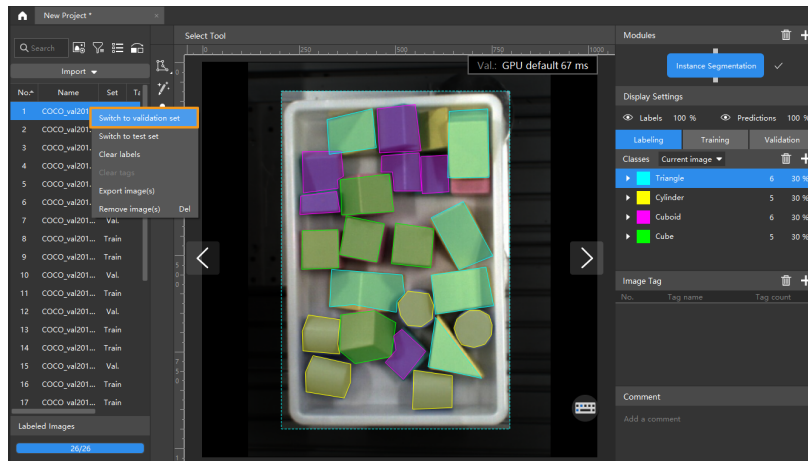 New Project *
Search
Import
No.
Name
Set
1 COCO_val201...
2 COCO_val201...
3 COCO_val201...
4 COCO_val201...
5 COCO_val201...
6 COCO_val201...
7 COCO_val201... Val.
8 COCO_val201... Train
9 COCO_val201... Train
10 COCO_val201... Val.
11 COCO_val201... Train
12 COCO_val201... Val.
13 COCO_val201... Train
14 COCO_val201... Train
15 COCO_val201... Val.
16 COCO_val201... Train
17 COCO_val201... Train
Labeled Images
26/26
Switch to validation set
Switch to test set
Clear labels
Clear tags
Export image(s)
Remove image(s) Del
Select Tool
0 250 500 750 1000
Val.: GPU default 67 ms
Modules
Instance Segmentation
Display Settings
Labels 100 % Predictions 100 %
Labeling Training Validation
Classes Current image
Triangle 6 30 %
Cylinder 5 30 %
Cuboid 6 30 %
Cube 5 30 %
Image Tag
No. Tag name Tag count
Comment
Add a comment